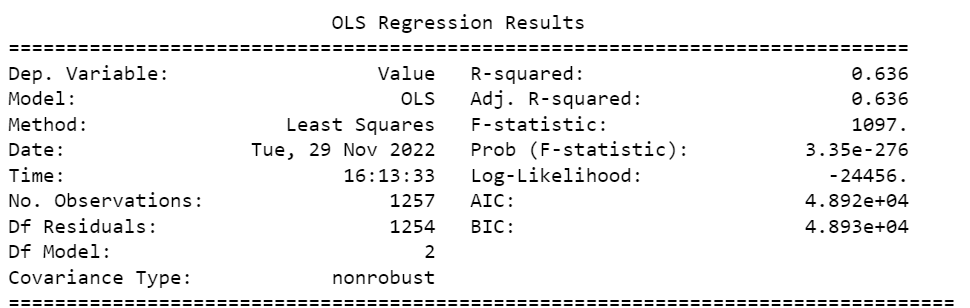 OLS Regression Results
==============================================================================
Dep. Variable: Value R-squared: 0.636
Model: OLS Adj. R-squared: 0.636
Method: Least Squares F-statistic: 1097.
Date: Tue, 29 Nov 2022 Prob (F-statistic): 3.35e-276
Time: 16:13:33 Log-Likelihood: -24456.
No. Observations: 1257 AIC: 4.892e+04
Df Residuals: 1254 BIC: 4.893e+04
Df Model: 2
Covariance Type: nonrobust
==================================================================================